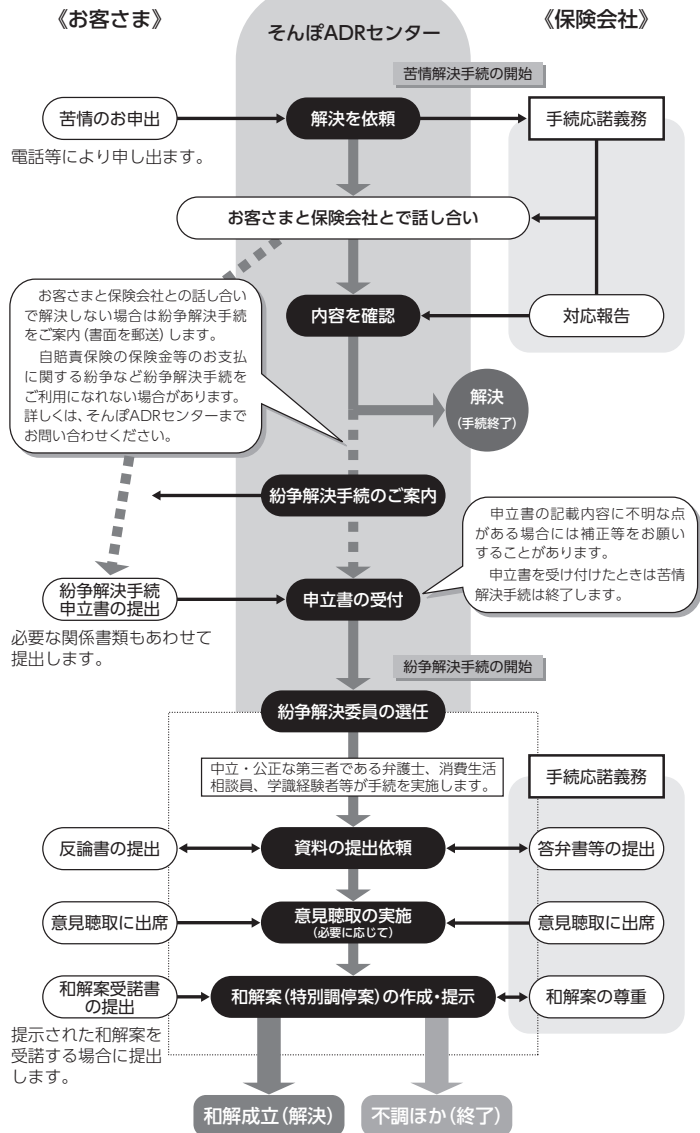 《お客さま》
そんぽADRセンター
《保険会社》
苦情解決手続の開始
苦情のお申出
解決を依頼
手続応諾義務
電話等により申し出ます。
お客さまと保険会社とで話し合い
お客さまと保険会社との話し合い
で解決しない場合は紛争解決手続
をご案内(書面を郵送)します。
自賠責保険の保険金等のお支払
に関する紛争など紛争解決手続を
ご利用になれない場合があります。
詳しくは、そんぽADRセンターまで
お問い合わせください。
内容を確認
対応報告
解決
(手続終了)
紛争解決手続のご案内
申立書の記載内容に不明な点
がある場合には補正等をお願い
することがあります。
申立書を受け付けたときは苦情
解決手続は終了します。
紛争解決手続
申立書の提出
申立書の受付
必要な関係書類もあわせて
提出します。
紛争解決手続の開始
紛争解決委員の選任
中立・公正な第三者である弁護士、消費生活
相談員、学識経験者等が手続を実施します。
手続応諾義務
反論書の提出
資料の提出依頼
答弁書等の提出
意見聴取に出席
意見聴取の実施
(必要に応じて)
意見聴取に出席
和解案受諾書
の提出
和解案(特別調停案)の作成・提示
和解案の尊重
提示された和解案を
受諾する場合に提出
します。
和解成立(解決)
不調ほか(終了)